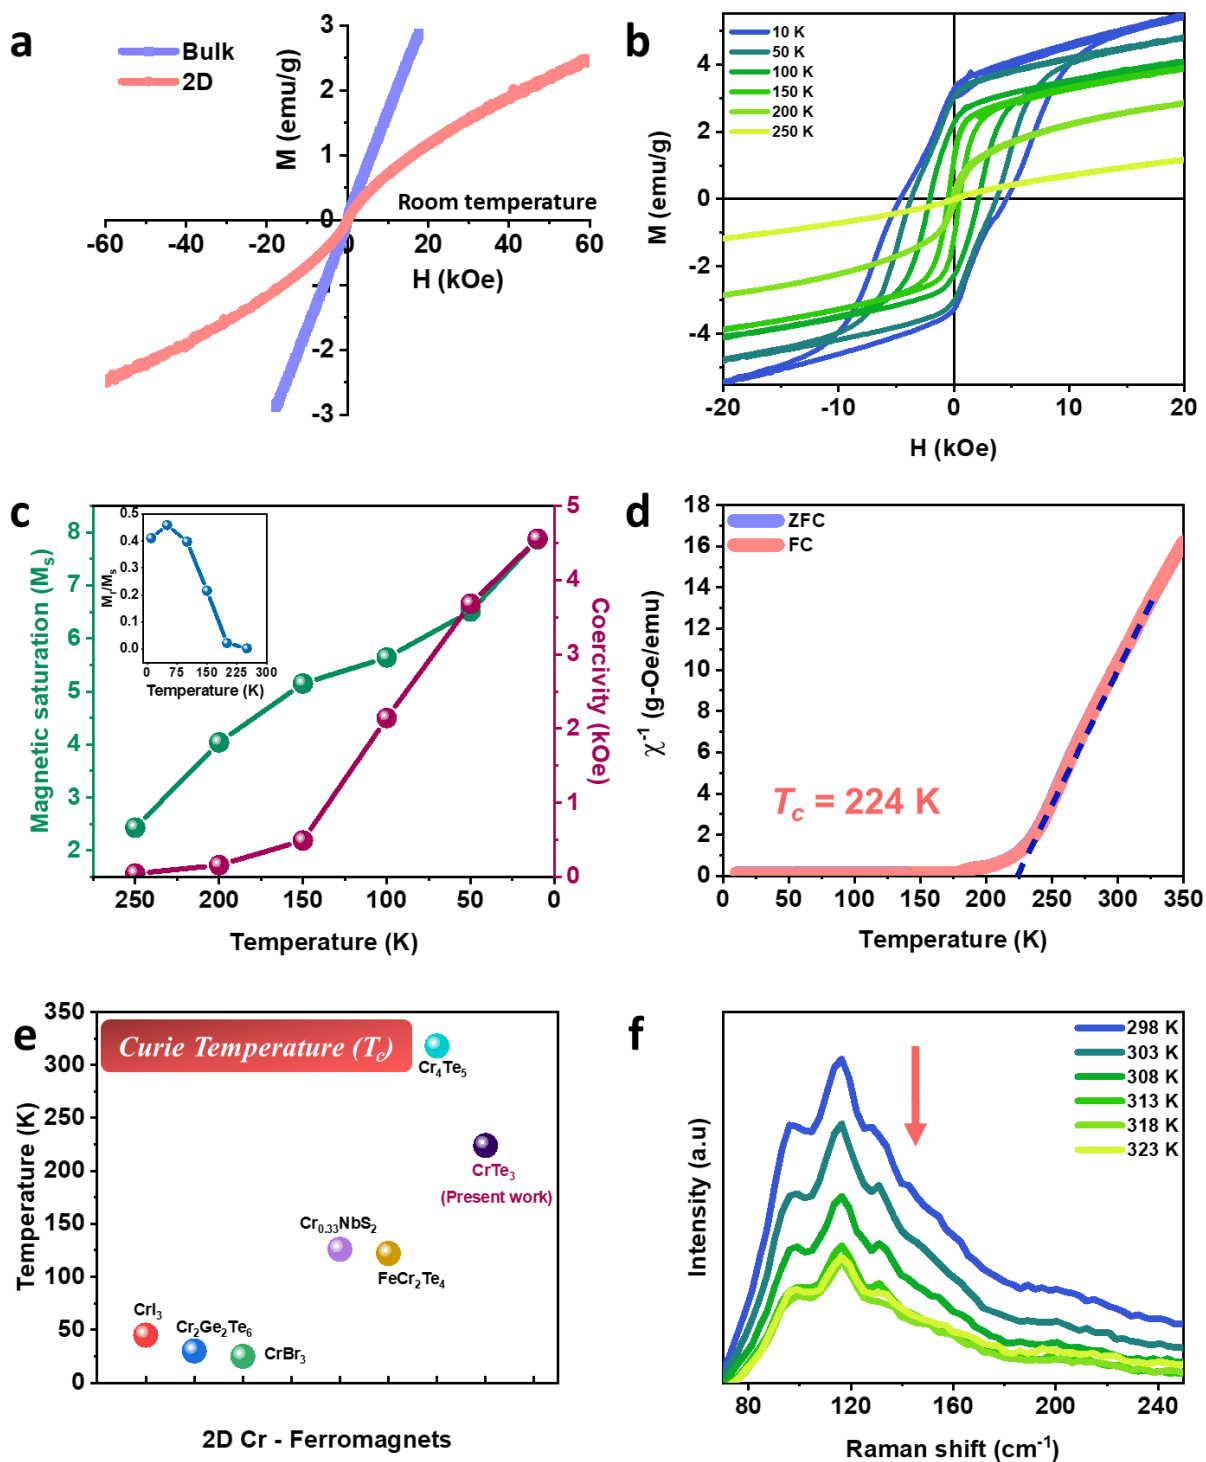 a
Bulk
2D
M (emu/g)
3
2
1
0
-1
-2
-3
Room temperature
-60 -40 -20 0 20 40 60
H (kOe)
b
10 K
50 K
100 K
150 K
200 K
250 K
M (emu/g)
4
2
0
-2
-4
-20 -10 0 10 20
H (kOe)
c
Magnetic saturation (Mₛ)
8
7
6
5
4
3
2
Mᵣ/Mₛ
0.5
0.4
0.3
0.2
0.1
0.0
0 75 150 225 300
Temperature (K)
5
4
3
2
1
0
Coercivity (kOe)
250 200 150 100 50 0
Temperature (K)
d
ZFC
FC
χ⁻¹ (g-Oe/emu)
18
16
14
12
10
8
6
4
2
0
T_c = 224 K
0 50 100 150 200 250 300 350
Temperature (K)
e
Curie Temperature (T_c)
Temperature (K)
350
300
250
200
150
100
50
0
Cr₄Te₅
CrTe₃
(Present work)
Cr₀.₃₃NbS₂
FeCr₂Te₄
CrI₃
Cr₂Ge₂Te₆
CrBr₃
2D Cr - Ferromagnets
f
298 K
303 K
308 K
313 K
318 K
323 K
Intensity (a.u)
80 120 160 200 240
Raman shift (cm⁻¹)